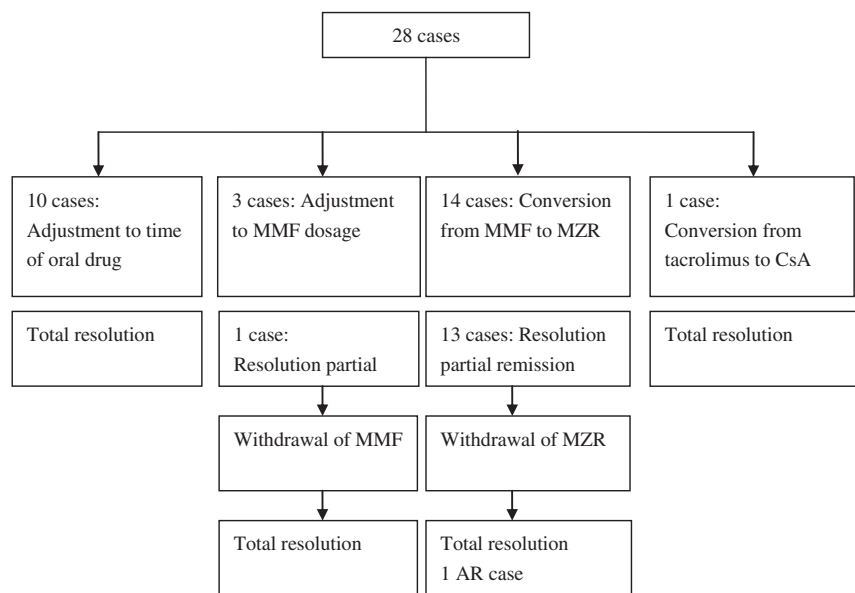 28 cases
10 cases:
Adjustment to time
of oral drug
3 cases: Adjustment
to MMF dosage
14 cases: Conversion
from MMF to MZR
1 case:
Conversion from
tacrolimus to CsA
Total resolution
1 case:
Resolution partial
13 cases: Resolution
partial remission
Total resolution
Withdrawal of MMF
Withdrawal of MZR
Total resolution
Total resolution
1 AR case